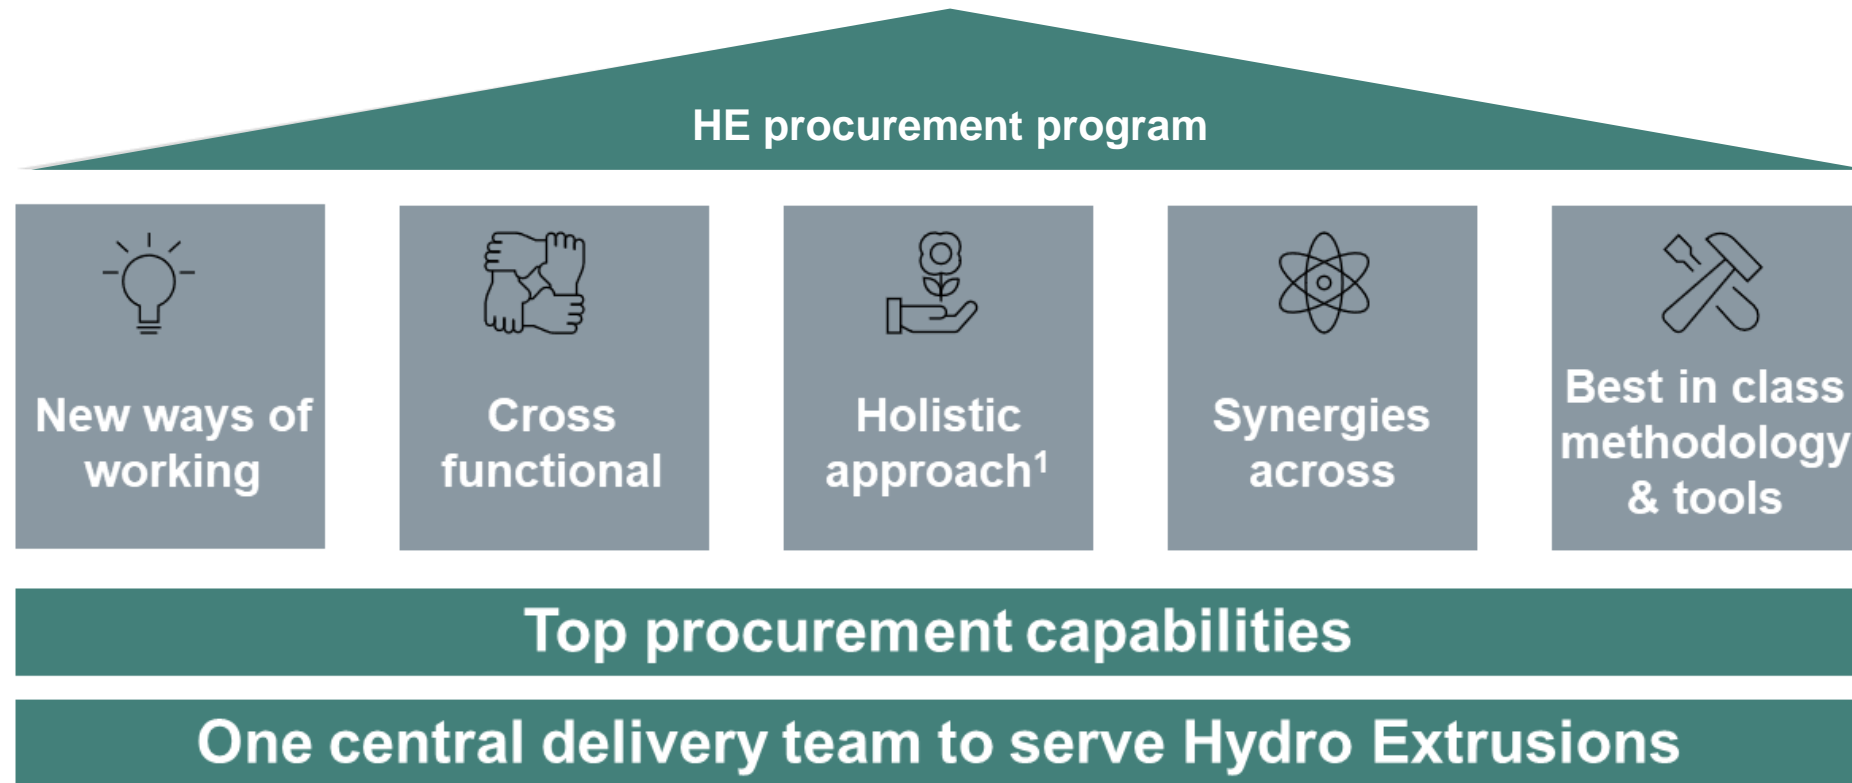 HE procurement program
New ways of
working
Cross
functional
Holistic
approach¹
Synergies
across
Best in class
methodology
& tools
Top procurement capabilities
One central delivery team to serve Hydro Extrusions